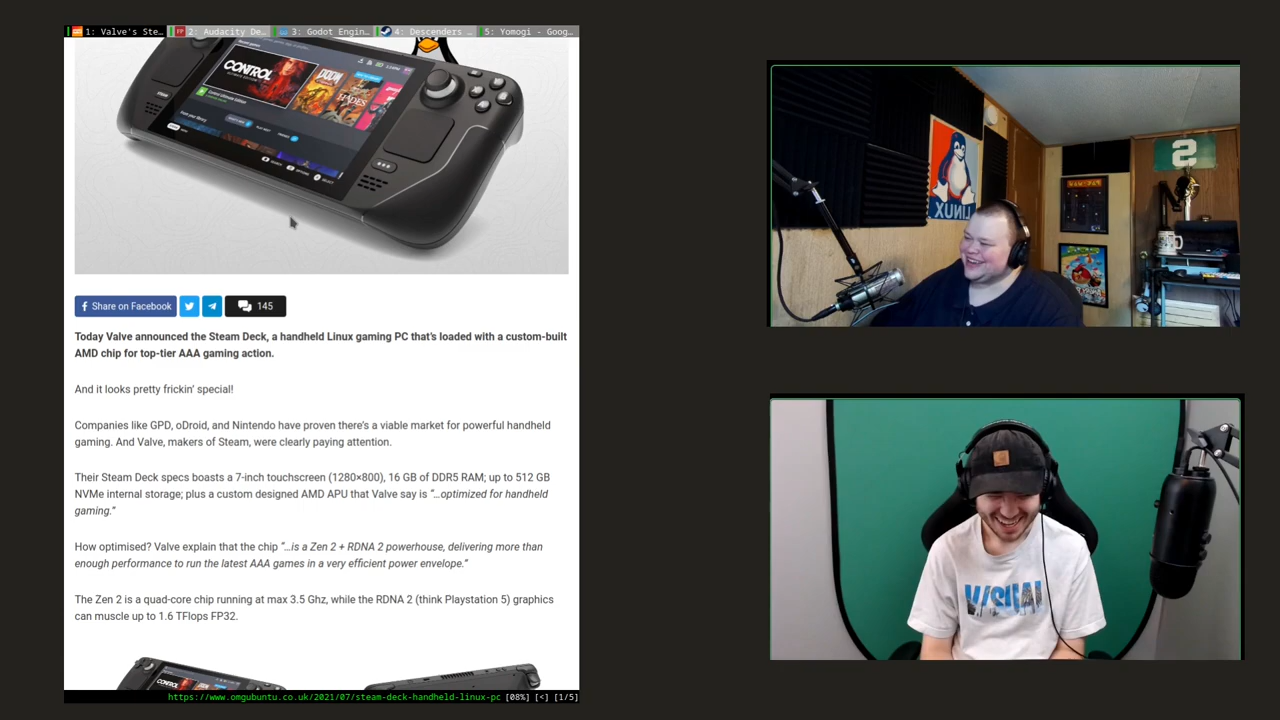 1: Valve's Ste…
2: Audacity De…
3: Godot Engin…
4: Descenders …
5: Yomogi - Goog…
CONTROL
HADES
Share on Facebook
145
Today Valve announced the Steam Deck, a handheld Linux gaming PC that's loaded with a custom-built
AMD chip for top-tier AAA gaming action.
And it looks pretty frickin' special!
Companies like GPD, oDroid, and Nintendo have proven there's a viable market for powerful handheld
gaming. And Valve, makers of Steam, were clearly paying attention.
Their Steam Deck specs boasts a 7-inch touchscreen (1280×800), 16 GB of DDR5 RAM; up to 512 GB
NVMe internal storage; plus a custom designed AMD APU that Valve say is “…optimized for handheld
gaming.”
How optimised? Valve explain that the chip “…is a Zen 2 + RDNA 2 powerhouse, delivering more than
enough performance to run the latest AAA games in a very efficient power envelope.”
The Zen 2 is a quad-core chip running at max 3.5 Ghz, while the RDNA 2 (think Playstation 5) graphics
can muscle up to 1.6 TFlops FP32.
https://www.omgubuntu.co.uk/2021/07/steam-deck-handheld-linux-pc [08%] [<] [1/5]
LINUX